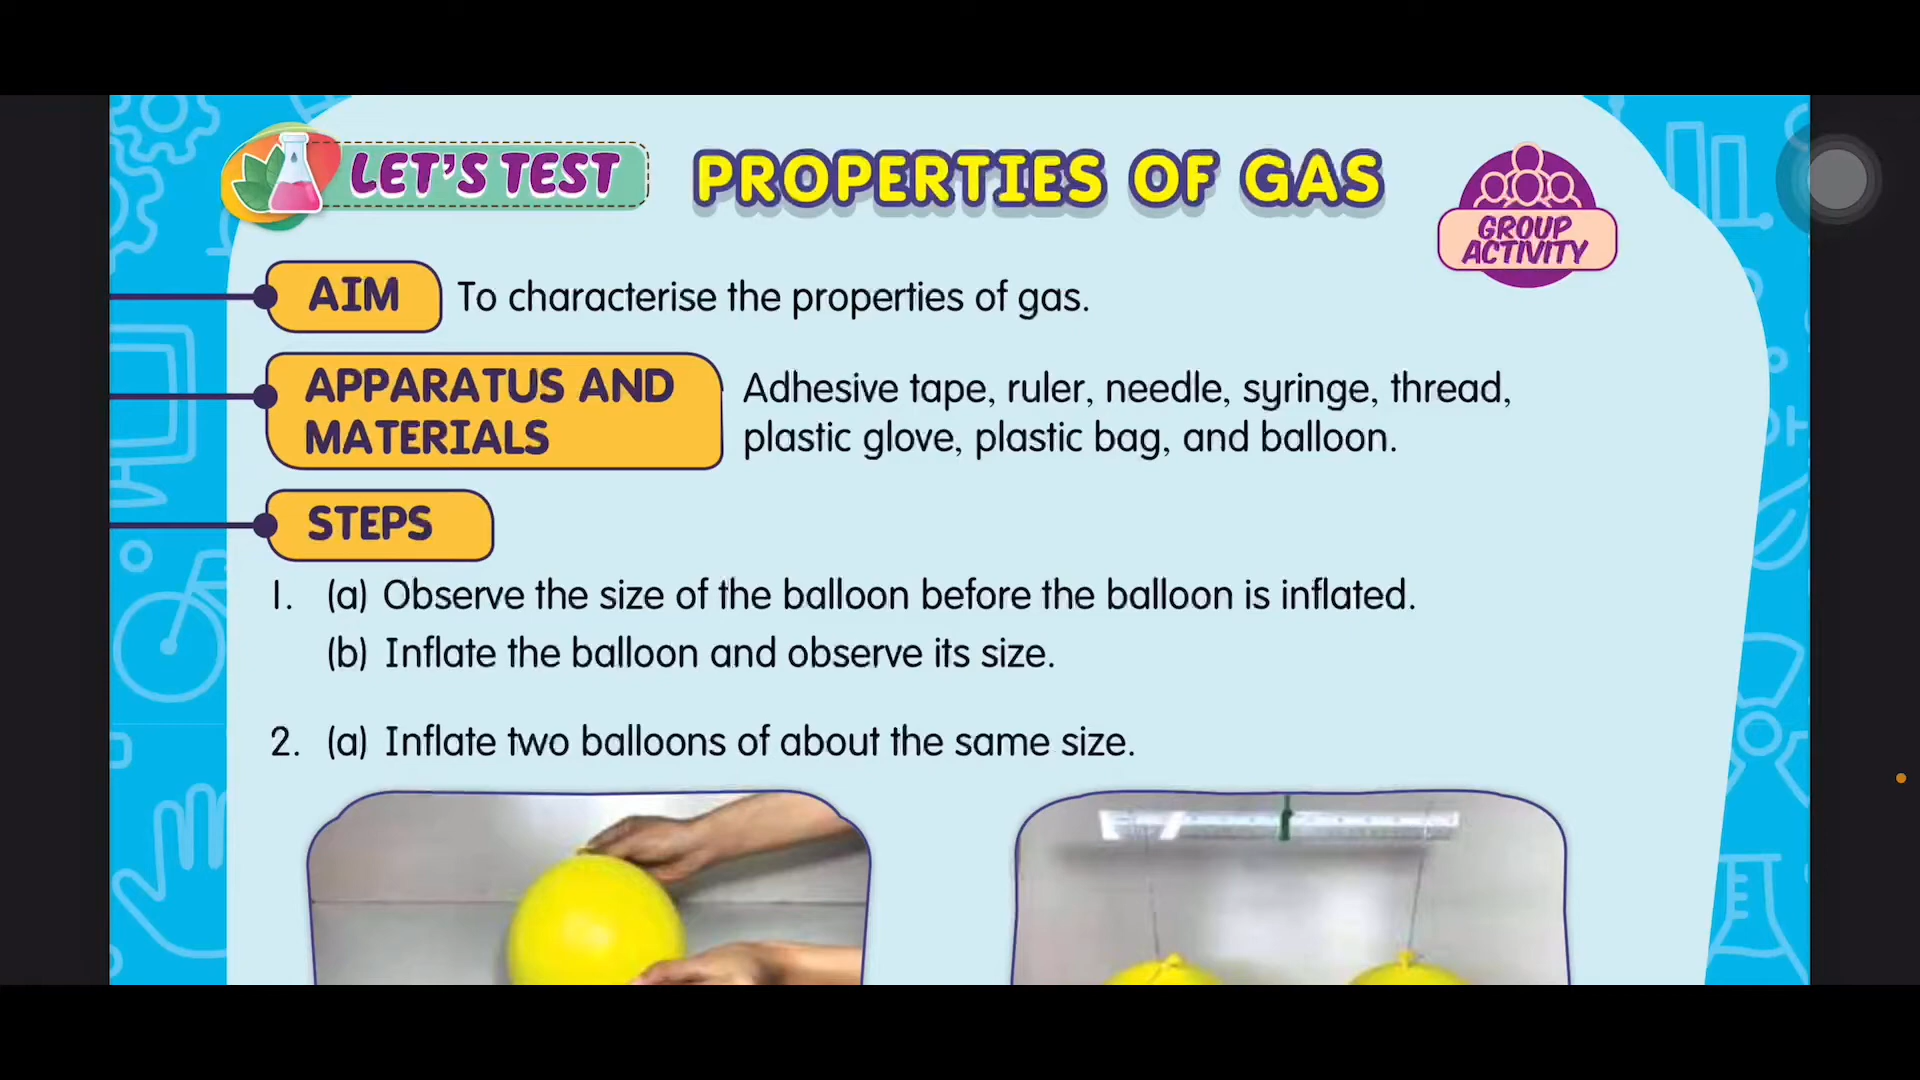 LET'S TEST
PROPERTIES OF GAS
GROUP
ACTIVITY
AIM
To characterise the properties of gas.
APPARATUS AND
MATERIALS
Adhesive tape, ruler, needle, syringe, thread,
plastic glove, plastic bag, and balloon.
STEPS
1. (a) Observe the size of the balloon before the balloon is inflated.
(b) Inflate the balloon and observe its size.
2. (a) Inflate two balloons of about the same size.